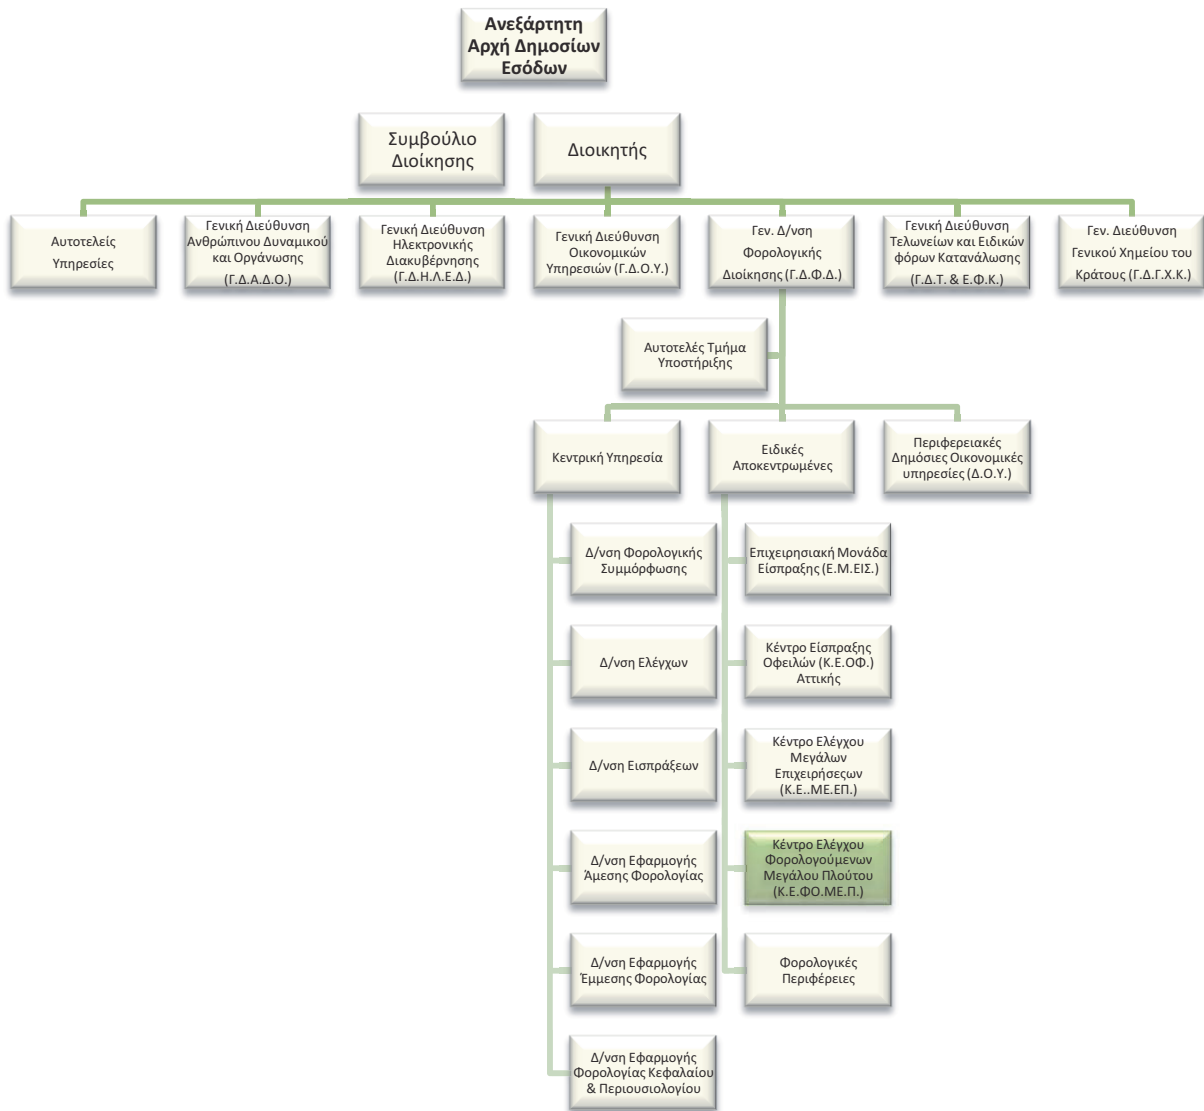 Ανεξάρτητη
Αρχή Δημοσίων
Εσόδων
Συμβούλιο
Διοίκησης
Διοικητής
Αυτοτελείς
Υπηρεσίες
Γενική Διεύθυνση
Ανθρώπινου Δυναμικού
και Οργάνωσης
(Γ.Δ.Α.Δ.Ο.)
Γενική Διεύθυνση
Ηλεκτρονικής
Διακυβέρνησης
(Γ.Δ.Η.Λ.Ε.Δ.)
Γενική Διεύθυνση
Οικονομικών
Υπηρεσιών (Γ.Δ.Ο.Υ.)
Γεν. Δ/νση
Φορολογικής
Διοίκησης (Γ.Δ.Φ.Δ.)
Γενική Διεύθυνση
Τελωνείων και Ειδικών
φόρων Κατανάλωσης
(Γ.Δ.Τ. & Ε.Φ.Κ.)
Γεν. Διεύθυνση
Γενικού Χημείου του
Κράτους (Γ.Δ.Γ.Χ.Κ.)
Αυτοτελές Τμήμα
Υποστήριξης
Κεντρική Υπηρεσία
Ειδικές
Αποκεντρωμένες
Περιφερειακές
Δημόσιες Οικονομικές
υπηρεσίες (Δ.Ο.Υ.)
Δ/νση Φορολογικής
Συμμόρφωσης
Δ/νση Ελέγχων
Δ/νση Εισπράξεων
Δ/νση Εφαρμογής
Άμεσης Φορολογίας
Δ/νση Εφαρμογής
Έμμεσης Φορολογίας
Δ/νση Εφαρμογής
Φορολογίας Κεφαλαίου
& Περιουσιολογίου
Επιχειρησιακή Μονάδα
Είσπραξης (Ε.Μ.ΕΙΣ.)
Κέντρο Είσπραξης
Οφειλών (Κ.Ε.ΟΦ.)
Αττικής
Κέντρο Ελέγχου
Μεγάλων
Επιχειρήσεςων
(Κ.Ε..ΜΕ.ΕΠ.)
Κέντρο Ελέγχου
Φορολογούμενων
Μεγάλου Πλούτου
(Κ.Ε.ΦΟ.ΜΕ.Π.)
Φορολογικές
Περιφέρειες